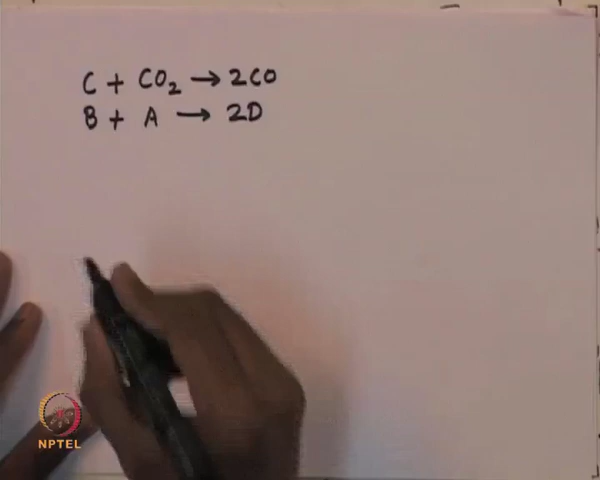 C + CO₂ → 2CO
B + A → 2D
NPTEL